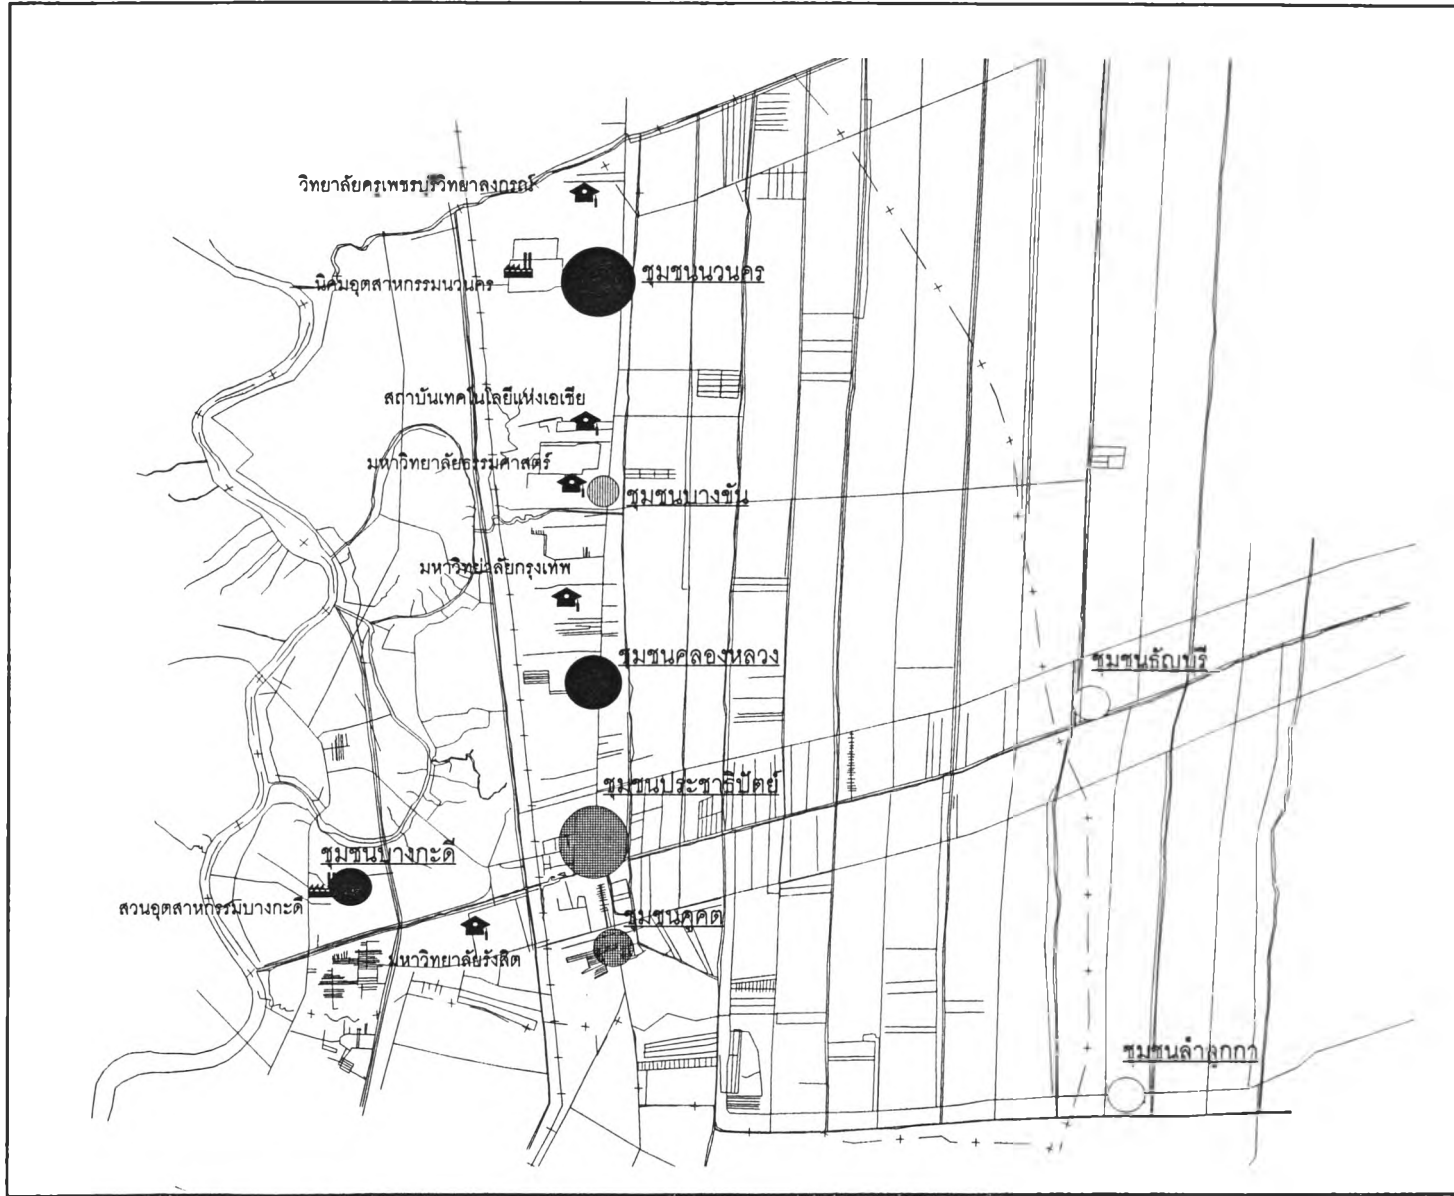 วิทยาลัยครูเพชรบุรีวิทยาลงกรณ์
ชุมชนนวนคร
นิคมอุตสาหกรรมนวนคร
สถาบันเทคโนโลยีแห่งเอเชีย
มหาวิทยาลัยธรรมศาสตร์
ชุมชนบางขัน
มหาวิทยาลัยกรุงเทพ
ชุมชนคลองหลวง
ชุมชนธัญบุรี
ชุมชนประชาธิปัตย์
ชุมชนบางกะดี
สวนอุตสาหกรรมบางกะดี
ชุมชนคูคต
มหาวิทยาลัยรังสิต
ชุมชนลำลูกกา